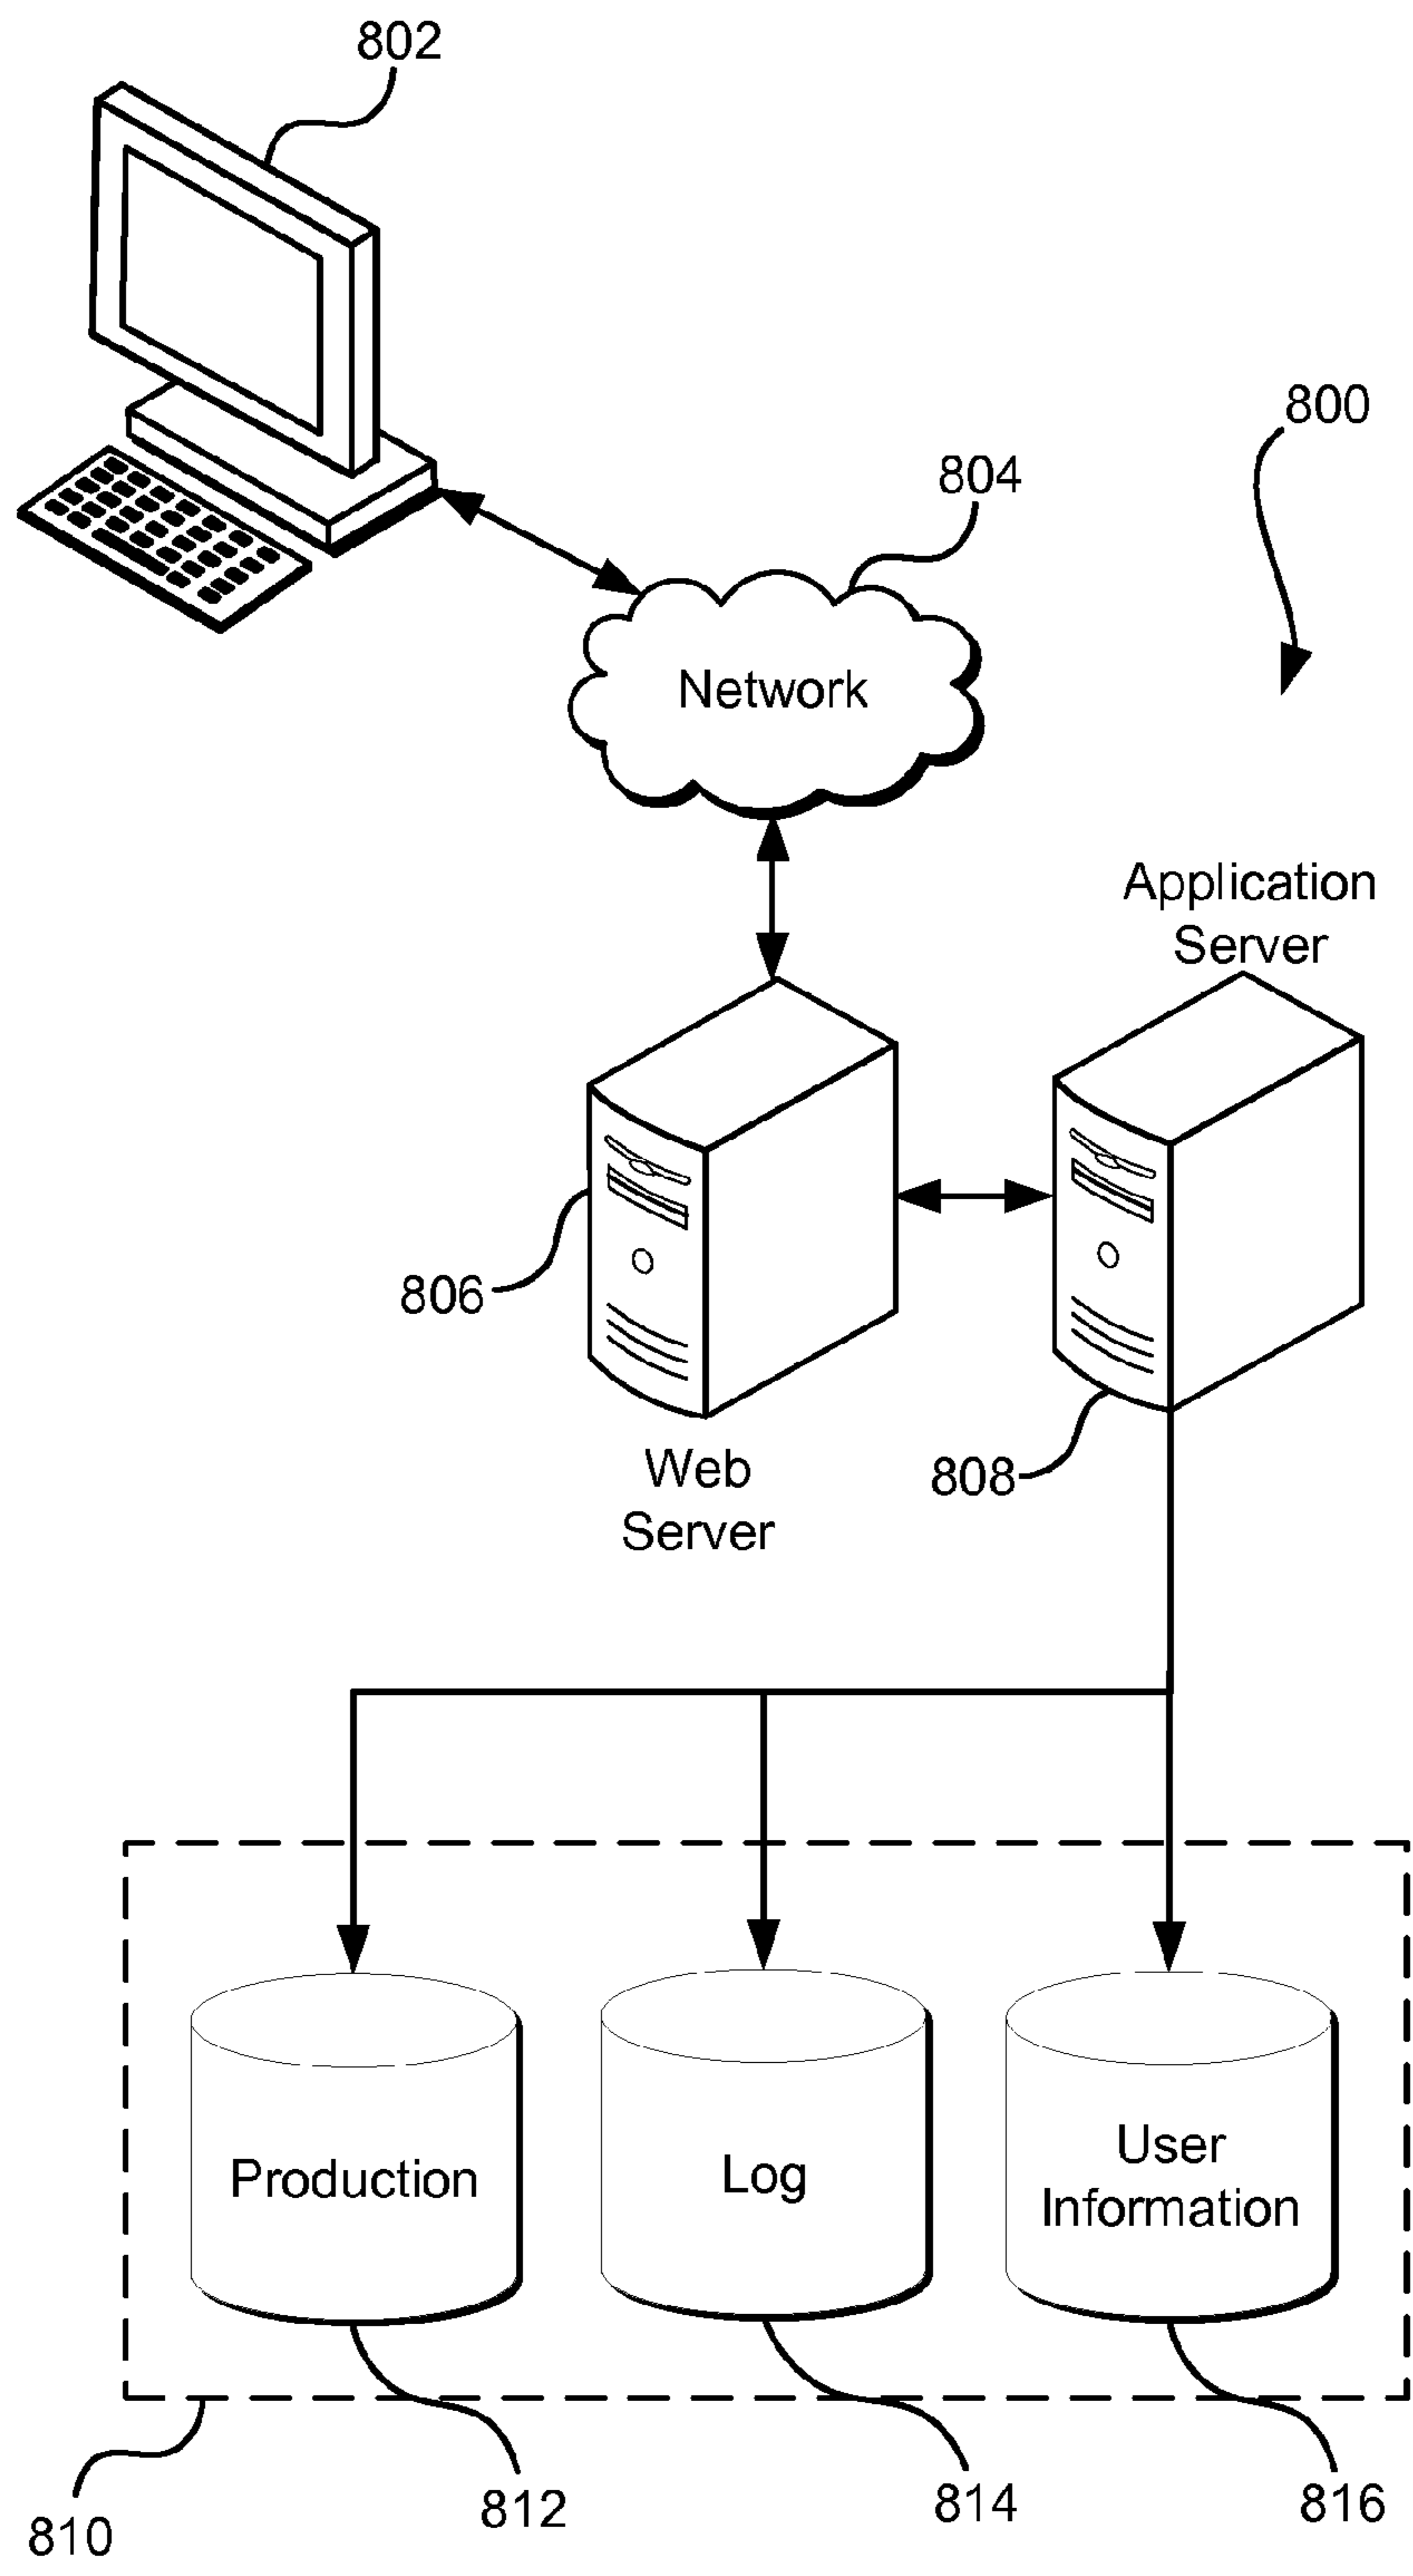 802
800
804
Network
Application
Server
806
Web
Server
808
Production
Log
User
Information
810
812
814
816